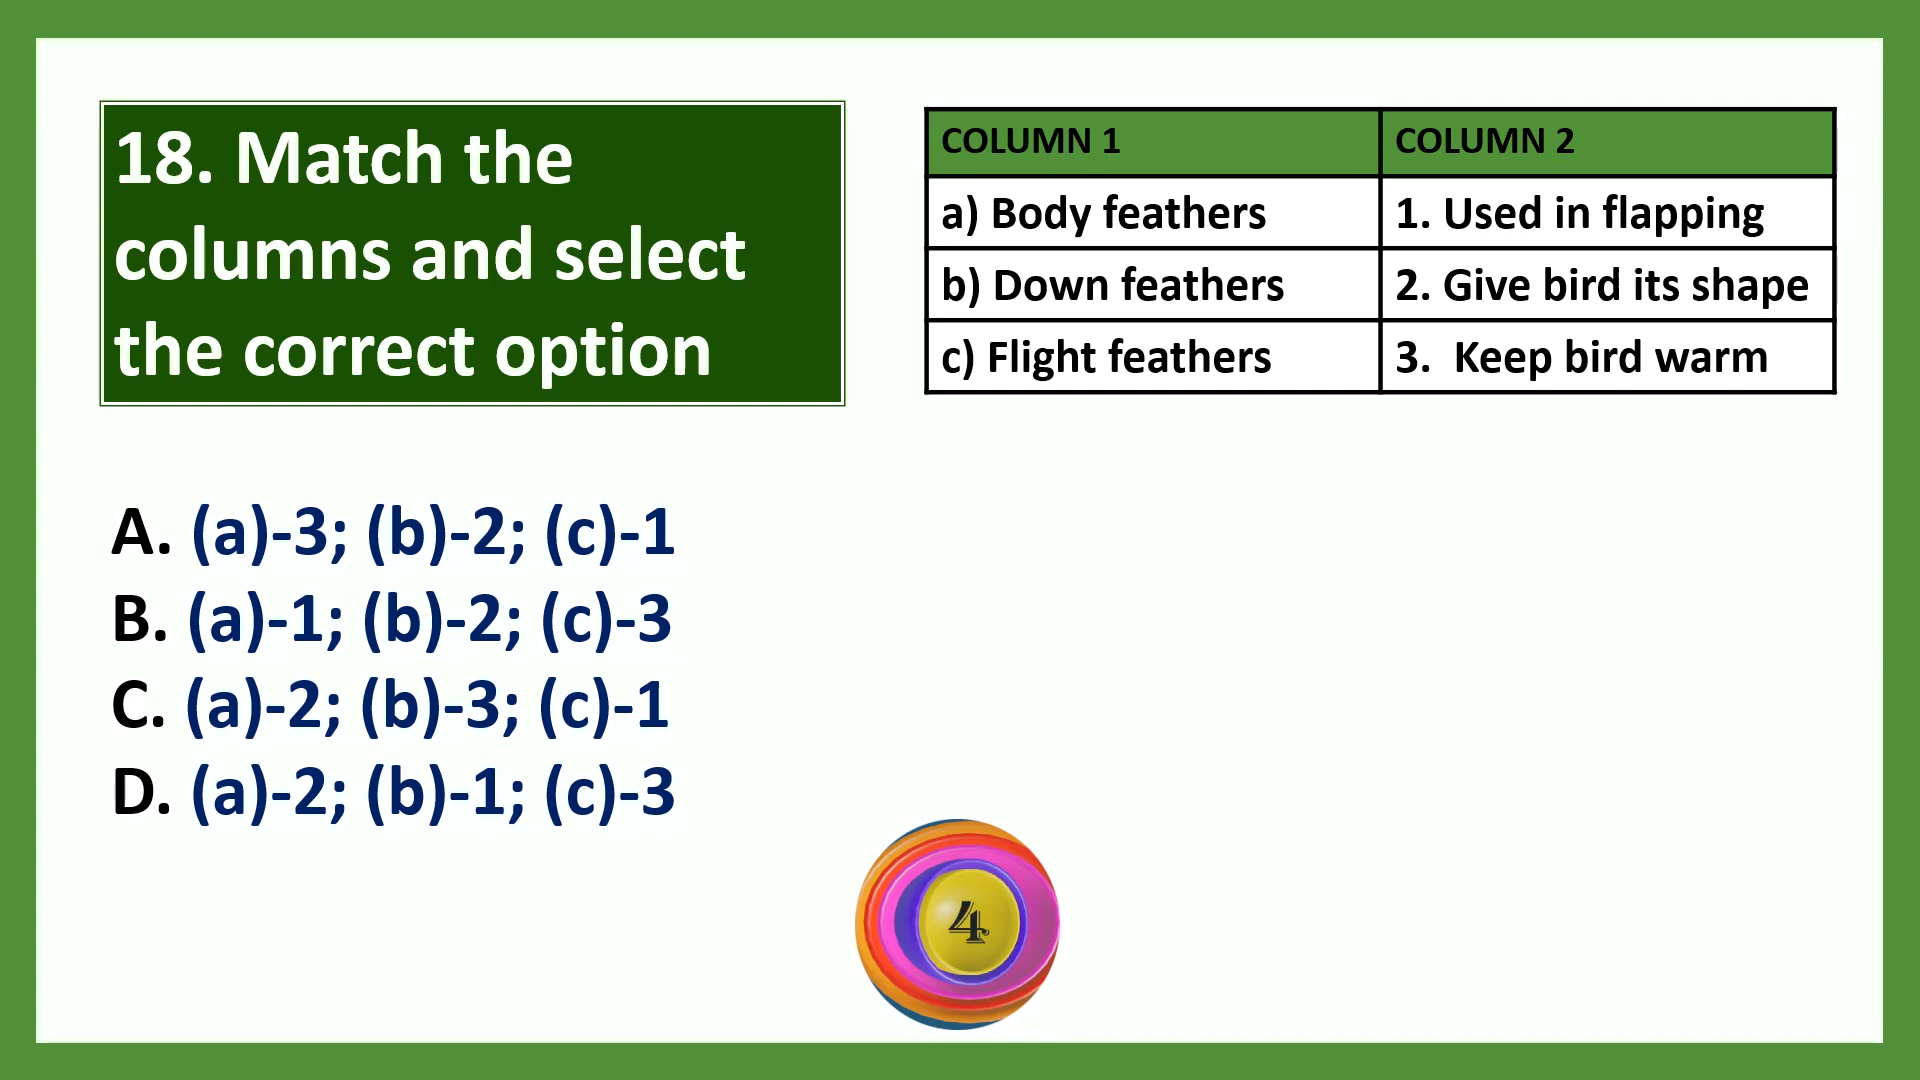 18. Match the
columns and select
the correct option
COLUMN 1 COLUMN 2
a) Body feathers 1. Used in flapping
b) Down feathers 2. Give bird its shape
c) Flight feathers 3. Keep bird warm
A. (a)-3; (b)-2; (c)-1
B. (a)-1; (b)-2; (c)-3
C. (a)-2; (b)-3; (c)-1
D. (a)-2; (b)-1; (c)-3
4